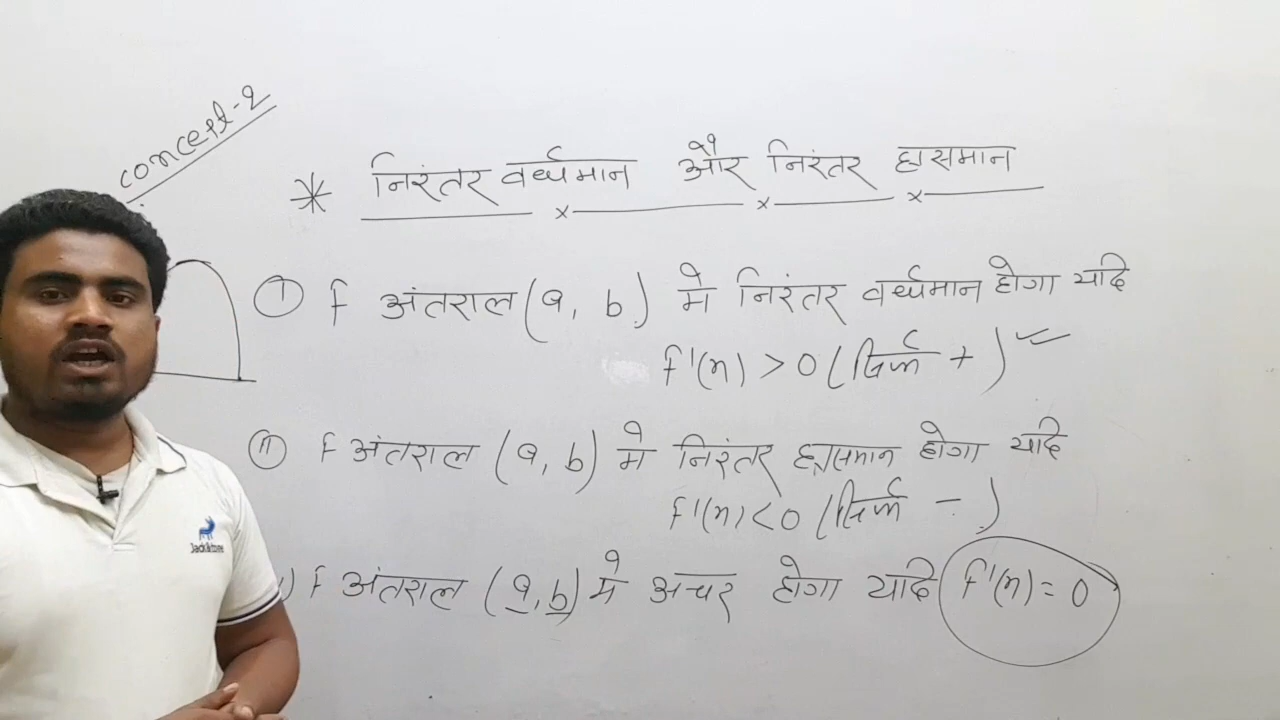 concept-2
* निरंतर वर्धमान और निरंतर ह्रासमान
(I) f अंतराल (a, b) मे निरंतर वर्धमान होगा यदि
f'(x) > 0 (सिर्फ +)
(II) f अंतराल (a, b) मे निरंतर ह्रासमान होगा यदि
f'(x) < 0 (सिर्फ -)
) f अंतराल (a, b) मे अचर होगा यदि f'(x) = 0